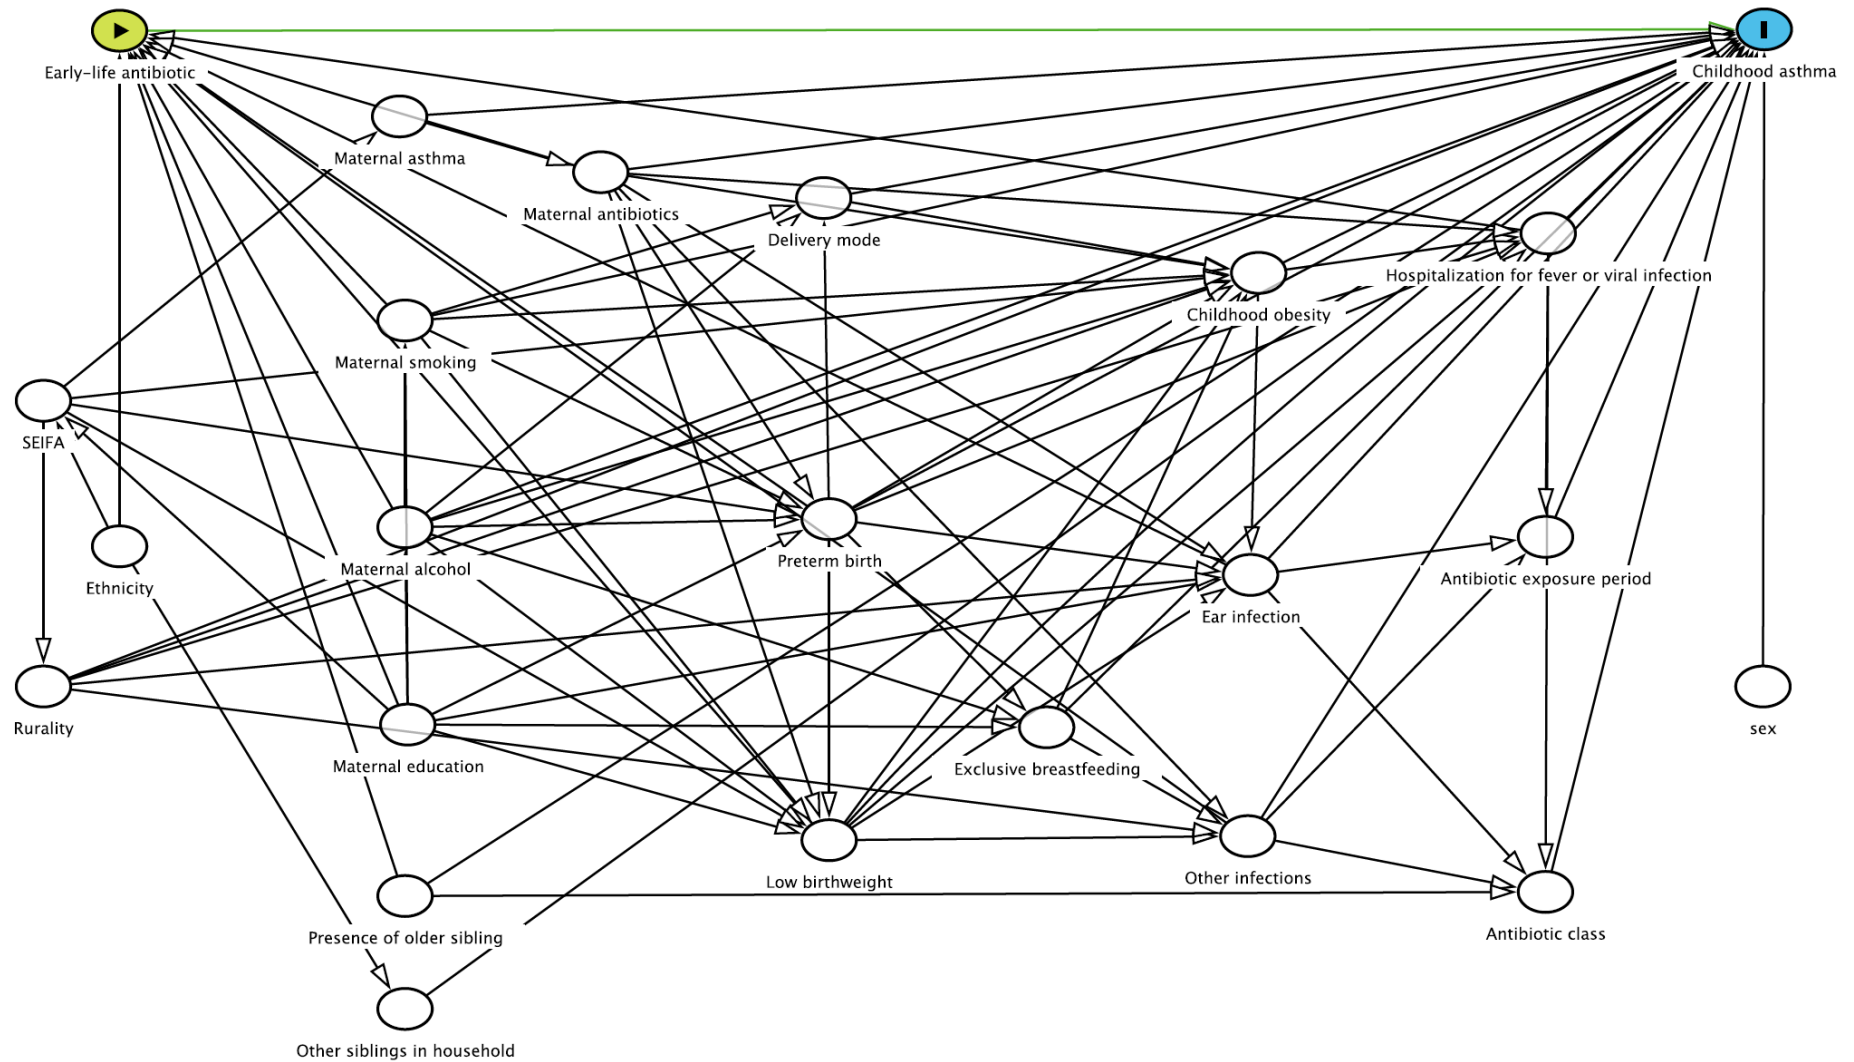 Early-life antibiotic
Childhood asthma
Maternal asthma
Maternal antibiotics
Delivery mode
Hospitalization for fever or viral infection
Childhood obesity
Maternal smoking
SEIFA
Preterm birth
Maternal alcohol
Antibiotic exposure period
Ethnicity
Ear infection
Rurality
sex
Maternal education
Exclusive breastfeeding
Low birthweight
Other infections
Presence of older sibling
Antibiotic class
Other siblings in household